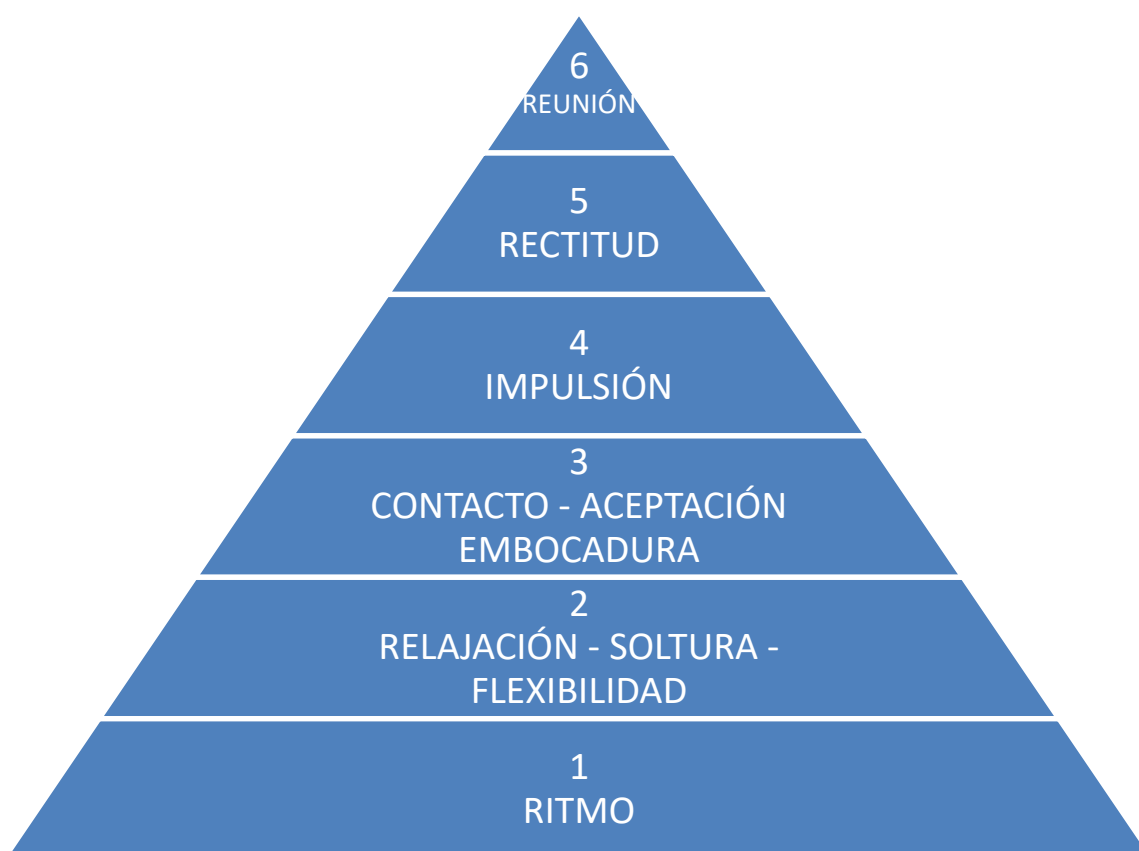 6
REUNIÓN
5
RECTITUD
4
IMPULSIÓN
3
CONTACTO - ACEPTACIÓN
EMBOCADURA
2
RELAJACIÓN - SOLTURA -
FLEXIBILIDAD
1
RITMO